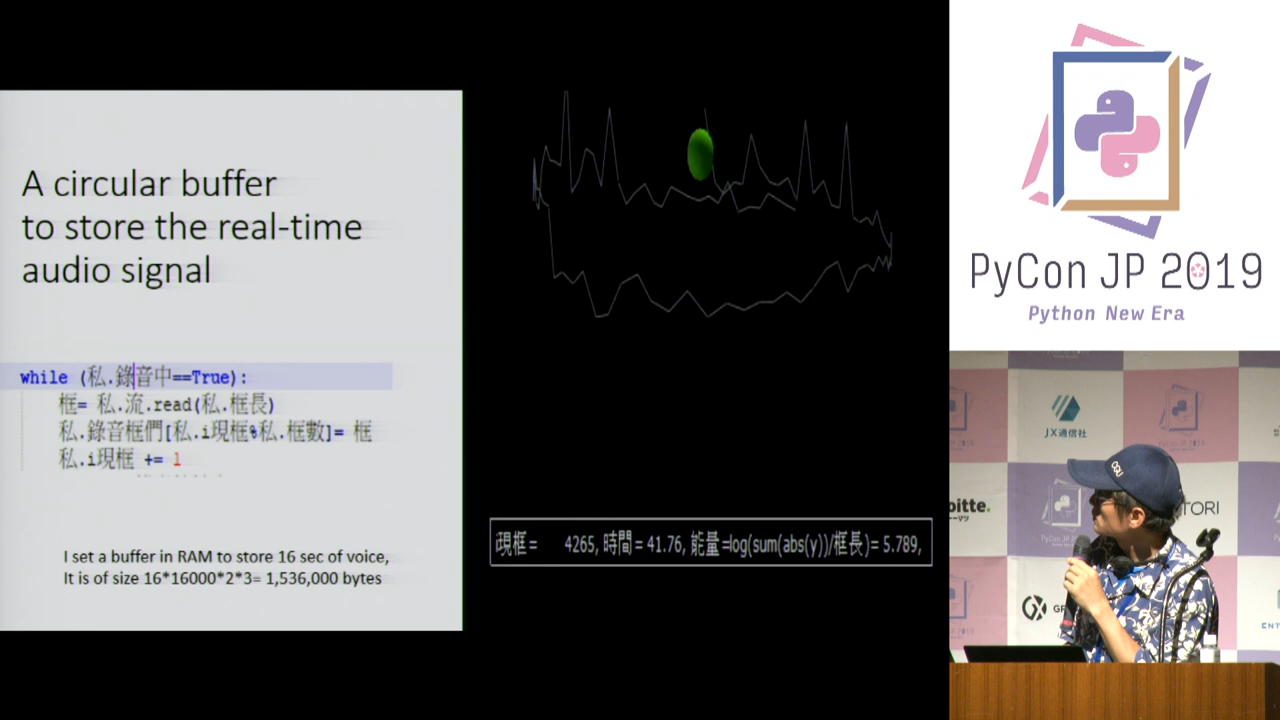 A circular buffer
to store the real-time
audio signal
while (私.錄音中==True):
框= 私.流.read(私.框長)
私.錄音框們[私.i現框%私.框數]= 框
私.i現框 += 1
I set a buffer in RAM to store 16 sec of voice,
It is of size 16*16000*2*3= 1,536,000 bytes
i現框= 4265, 時間= 41.76, 能量=log(sum(abs(y))/框長)= 5.789,
PyCon JP 2019
Python New Era
JX通信社